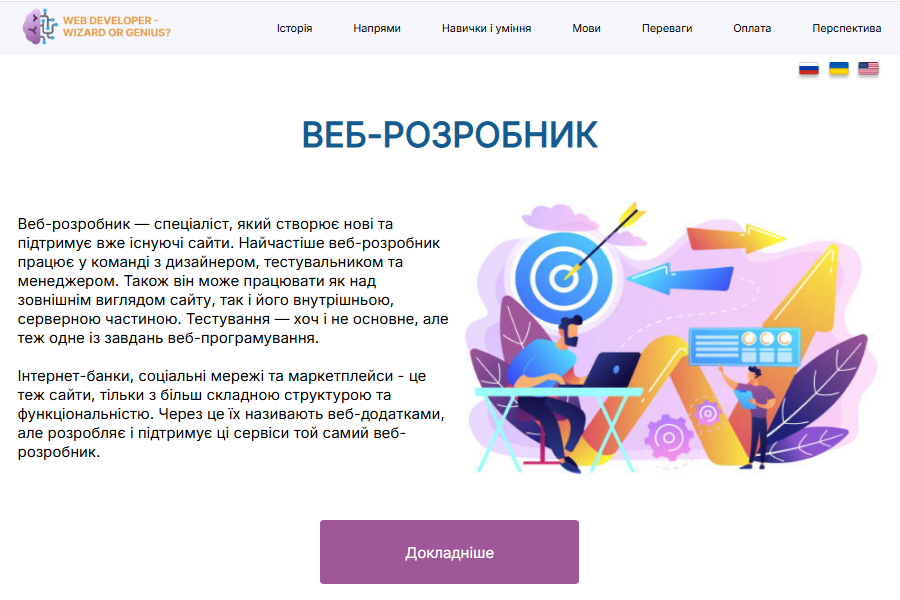 WEB DEVELOPER -
WIZARD OR GENIUS?
Історія Напрями Навички і уміння Мови Переваги Оплата Перспектива
ВЕБ-РОЗРОБНИК
Веб-розробник — спеціаліст, який створює нові та
підтримує вже існуючі сайти. Найчастіше веб-розробник
працює у команді з дизайнером, тестувальником та
менеджером. Також він може працювати як над
зовнішнім виглядом сайту, так і його внутрішньою,
серверною частиною. Тестування — хоч і не основне, але
теж одне із завдань веб-програмування.
Інтернет-банки, соціальні мережі та маркетплейси - це
теж сайти, тільки з більш складною структурою та
функціональністю. Через це їх називають веб-додатками,
але розробляє і підтримує ці сервіси той самий веб-
розробник.
Докладніше